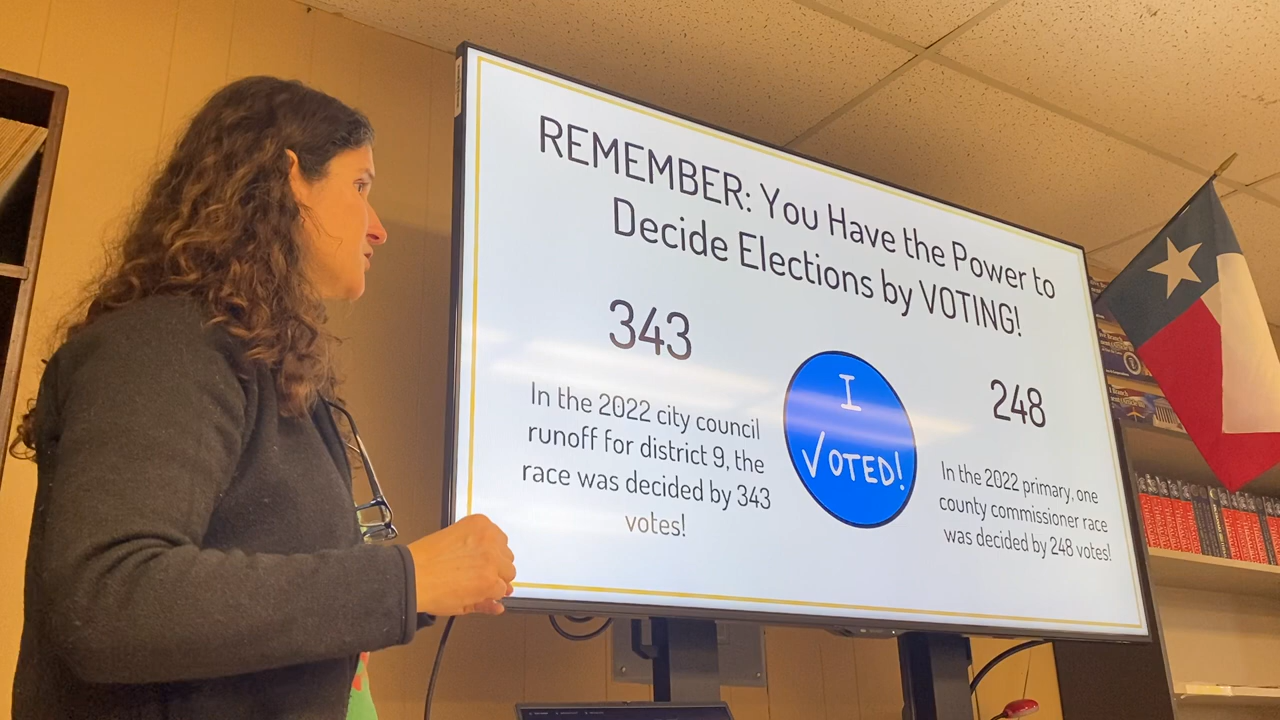 REMEMBER: You Have the Power to
Decide Elections by VOTING!
343
In the 2022 city council
runoff for district 9, the
race was decided by 343
votes!
I
VOTED!
248
In the 2022 primary, one
county commissioner race
was decided by 248 votes!